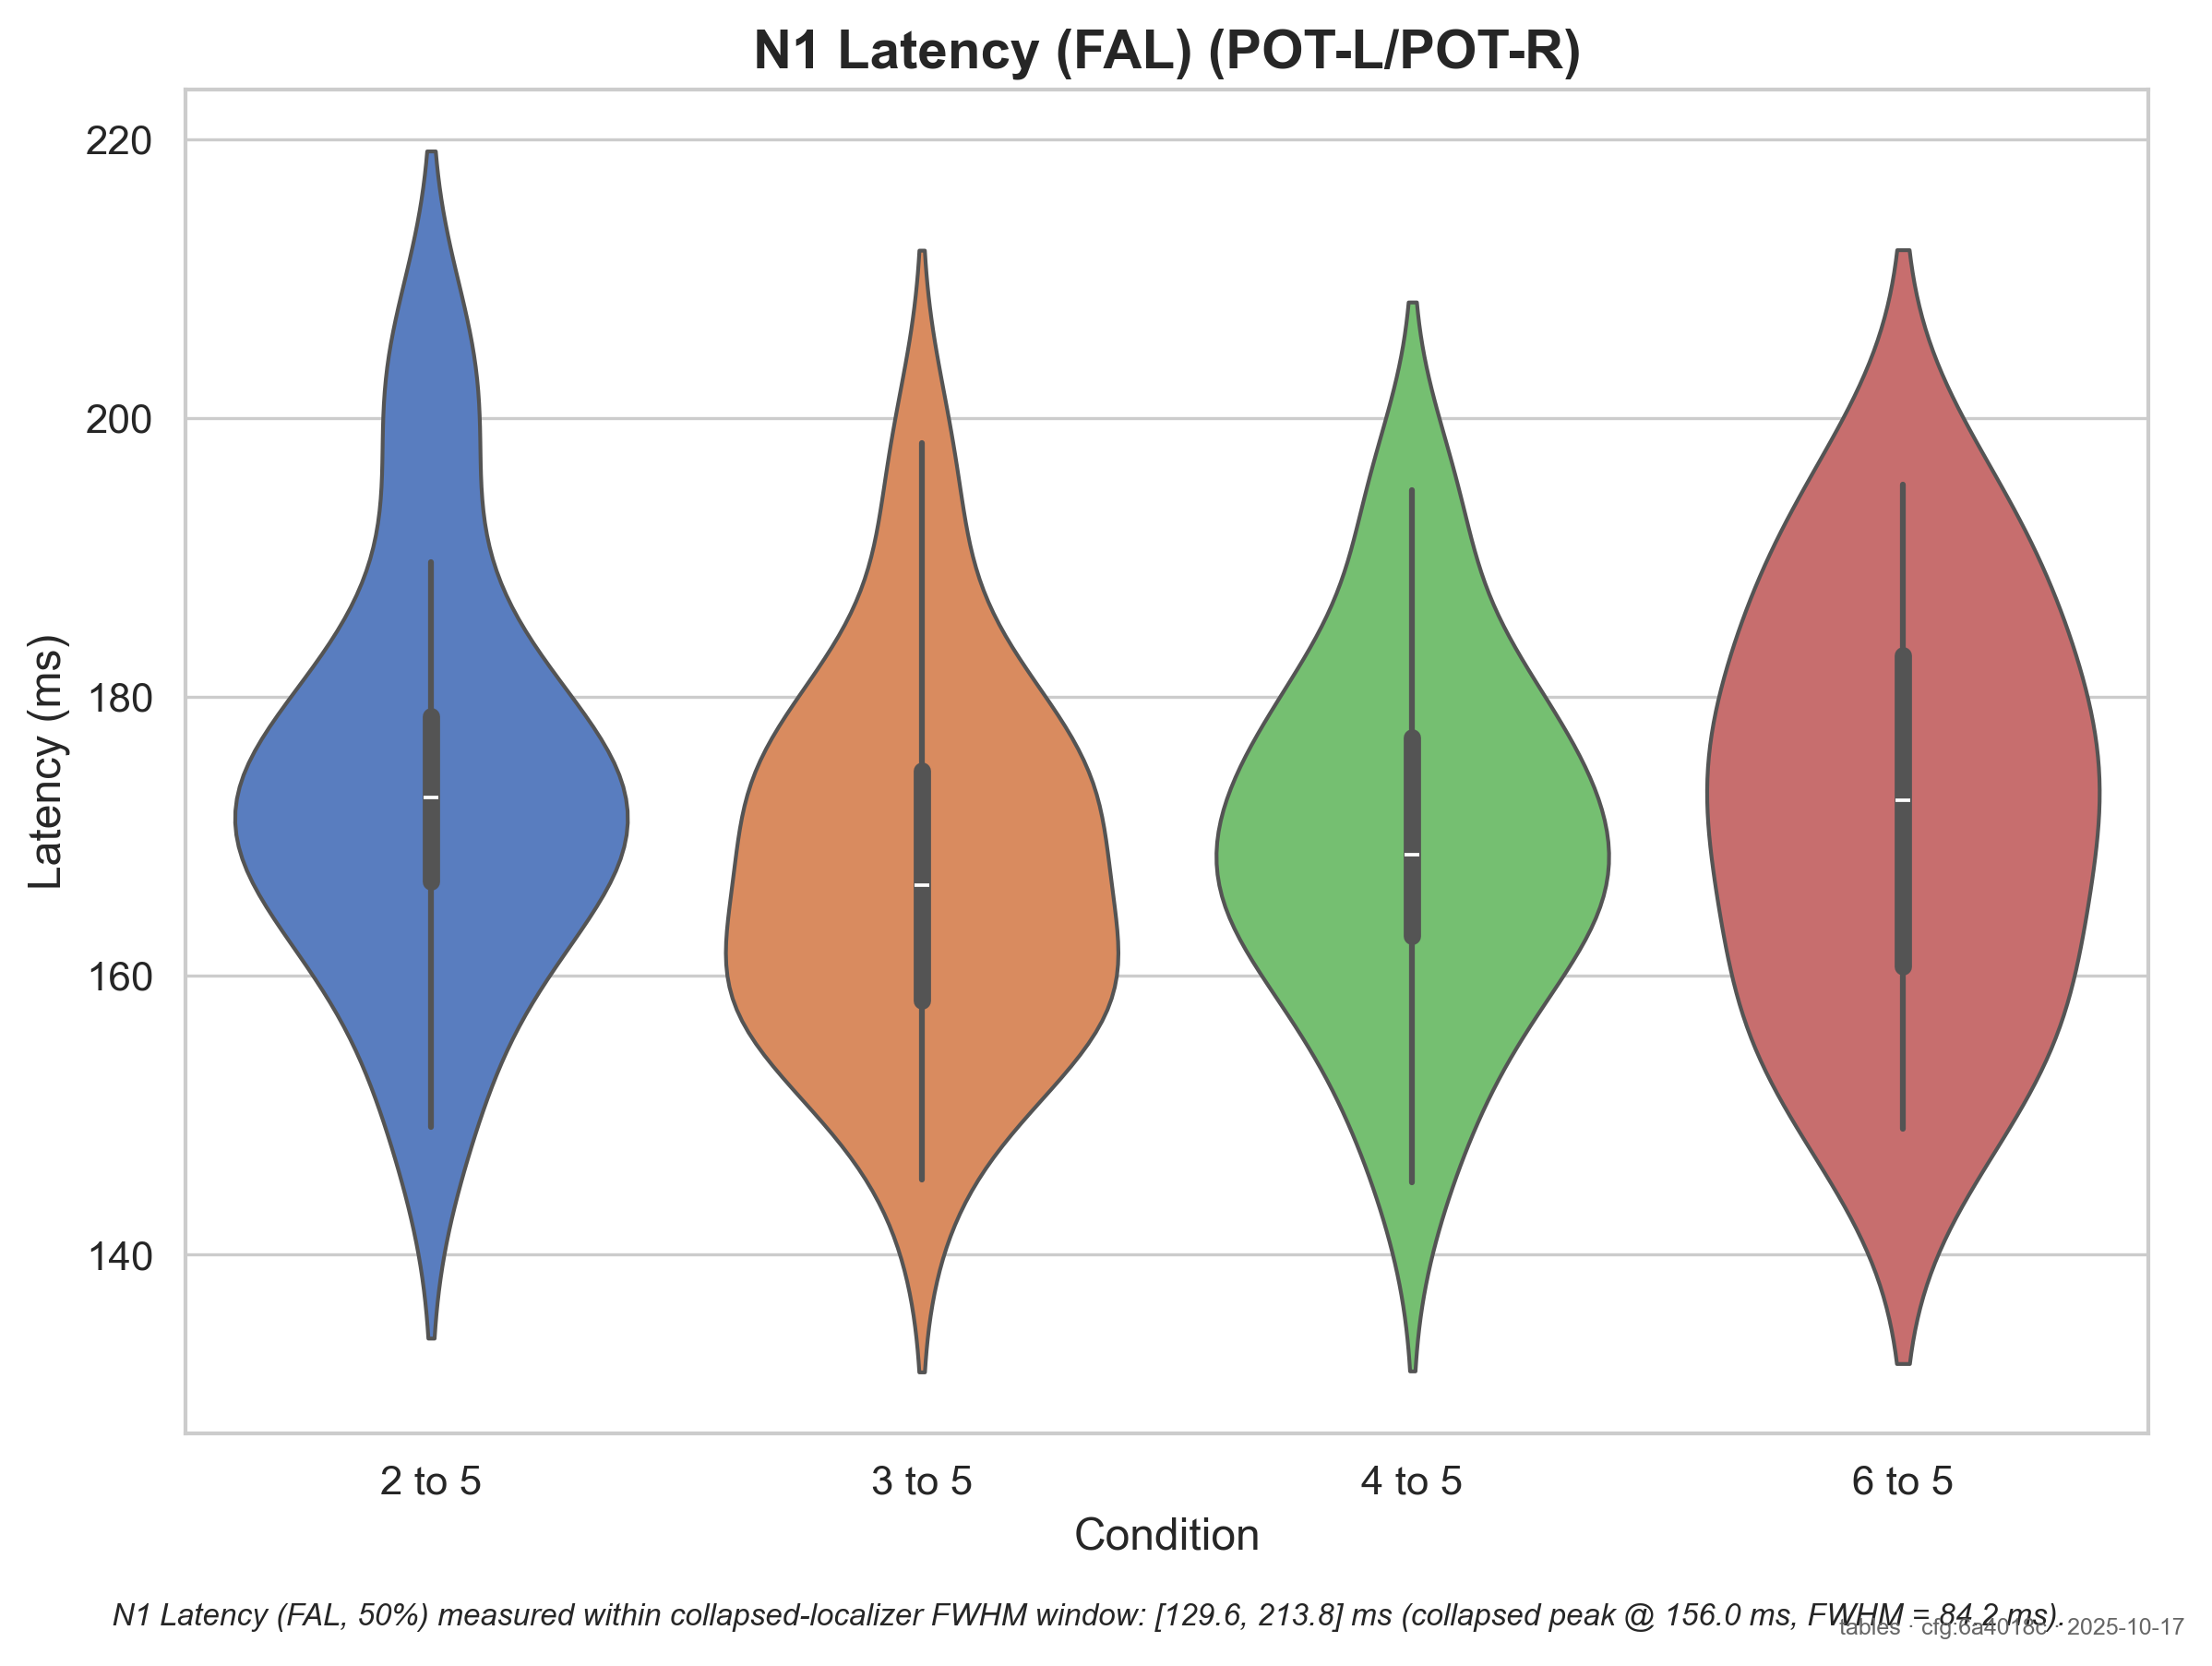 N1 Latency (FAL) (POT-L/POT-R)
220
200
180
160
140
Latency (ms)
2 to 5
3 to 5
4 to 5
6 to 5
Condition
N1 Latency (FAL, 50%) measured within collapsed-localizer FWHM window: [129.6, 213.8] ms (collapsed peak @ 156.0 ms, FWHM = 84.2 ms).
tables · cfg:6a4018c · 2025-10-17